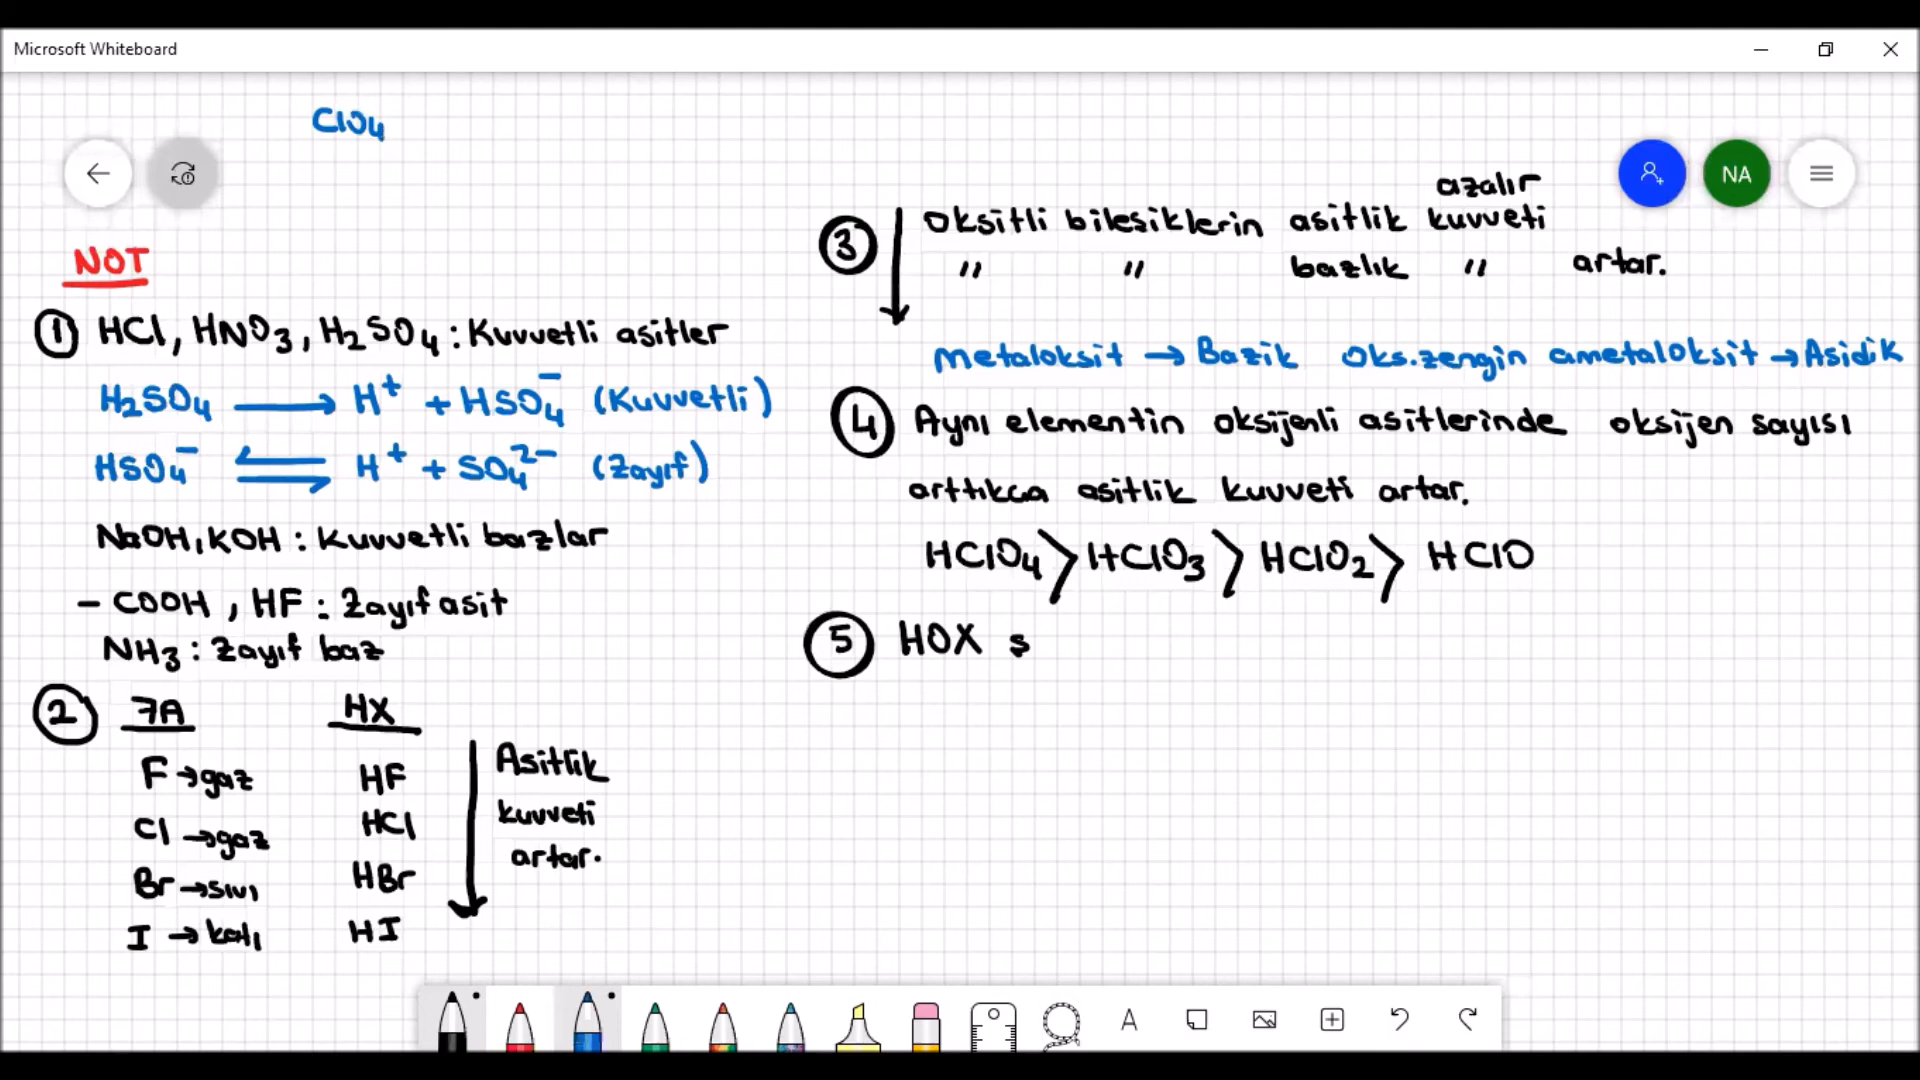 Microsoft Whiteboard
ClO4
NA
NOT
① HCl, HNO₃, H₂SO₄ : Kuvvetli asitler
H₂SO₄ ⟶ H⁺ + HSO₄⁻ (Kuvvetli)
HSO₄⁻ ⇌ H⁺ + SO₄²⁻ (Zayıf)
NaOH, KOH : Kuvvetli bazlar
– COOH , HF : Zayıf asit
NH₃ : Zayıf baz
② 7A HX
F → gaz HF
Cl → gaz HCl
Br → sıvı HBr
I → katı HI
Asitlik
kuvveti
artar.
azalır
③ ↓ Oksitli bileşiklerin asitlik kuvveti
" " bazlık " artar.
Metaloksit → Bazik Oks.zengin ametaloksit → Asidik
④ Aynı elementin oksijenli asitlerinde oksijen sayısı
arttıkça asitlik kuvveti artar.
HClO₄ > HClO₃ > HClO₂ > HClO
⑤ HOX ş
A